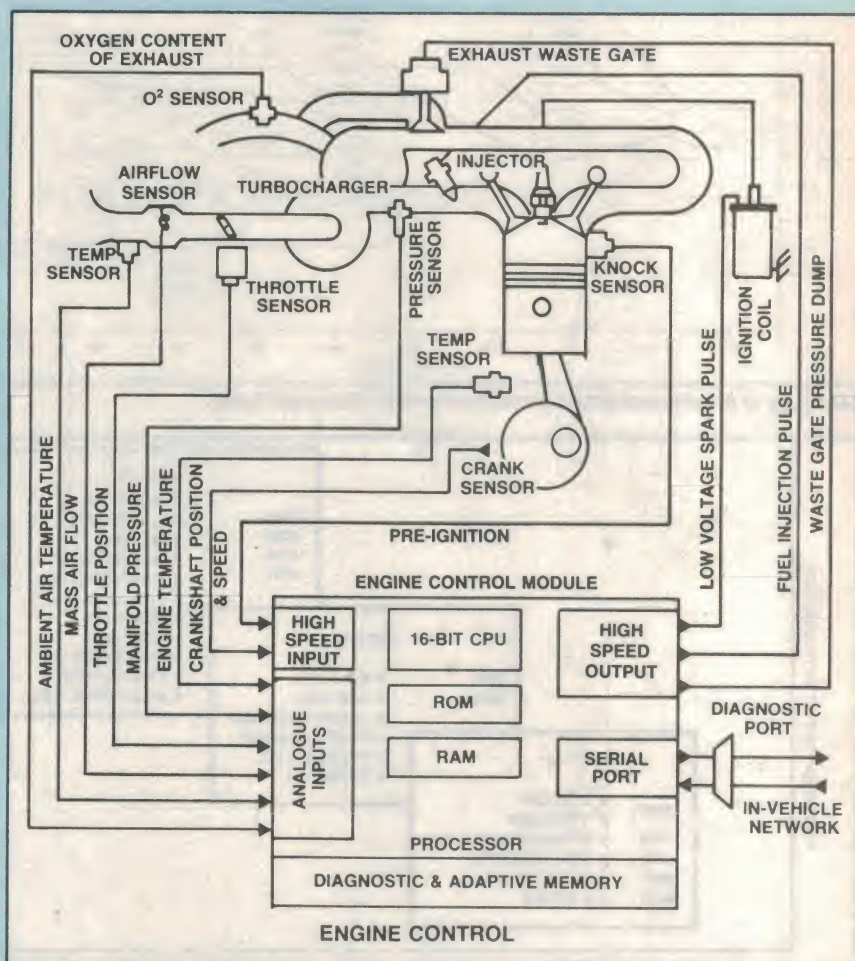 OXYGEN CONTENT
OF EXHAUST
EXHAUST WASTE GATE
O² SENSOR
AIRFLOW
SENSOR
TURBOCHARGER
INJECTOR
TEMP
SENSOR
THROTTLE
SENSOR
PRESSURE
SENSOR
KNOCK
SENSOR
IGNITION
COIL
TEMP
SENSOR
CRANK
SENSOR
AMBIENT AIR TEMPERATURE
MASS AIR FLOW
THROTTLE POSITION
MANIFOLD PRESSURE
ENGINE TEMPERATURE
CRANKSHAFT POSITION
& SPEED
PRE-IGNITION
LOW VOLTAGE SPARK PULSE
FUEL INJECTION PULSE
WASTE GATE PRESSURE DUMP
ENGINE CONTROL MODULE
HIGH
SPEED
INPUT
16-BIT CPU
HIGH
SPEED
OUTPUT
ROM
RAM
ANALOGUE
INPUTS
SERIAL
PORT
DIAGNOSTIC
PORT
IN-VEHICLE
NETWORK
PROCESSOR
DIAGNOSTIC & ADAPTIVE MEMORY
ENGINE CONTROL